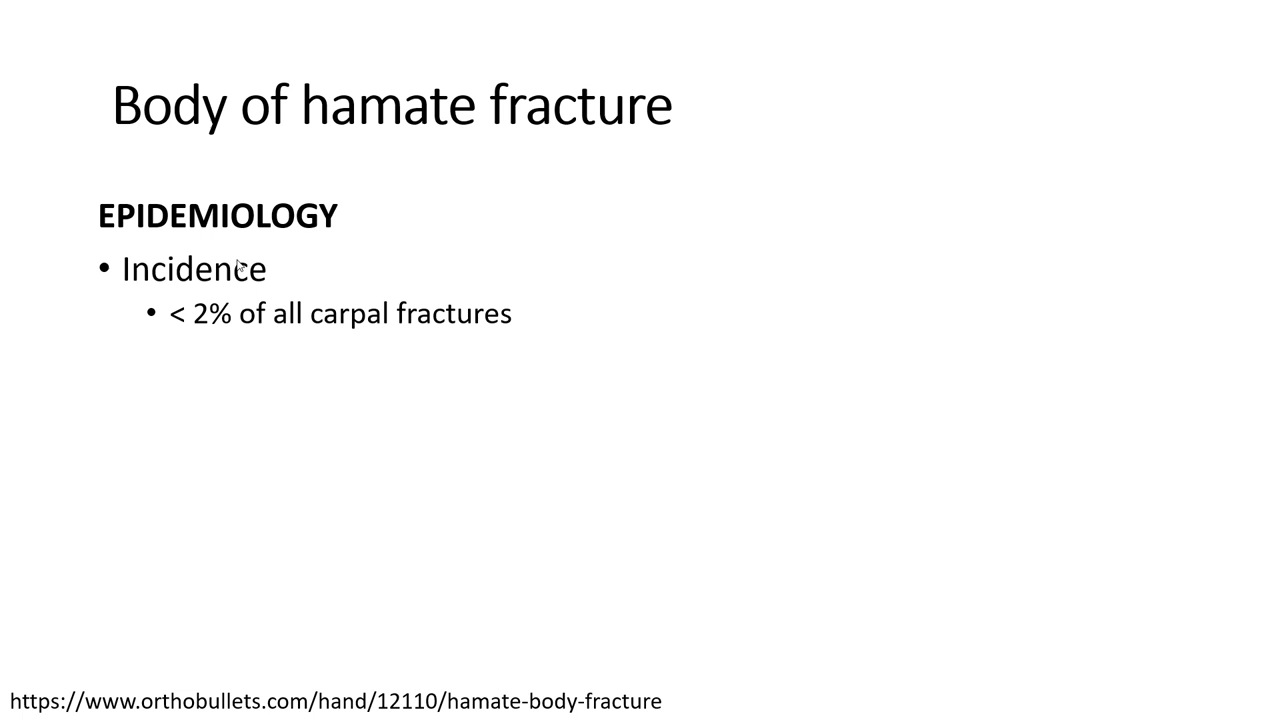 Body of hamate fracture
EPIDEMIOLOGY
• Incidence
• < 2% of all carpal fractures
https://www.orthobullets.com/hand/12110/hamate-body-fracture